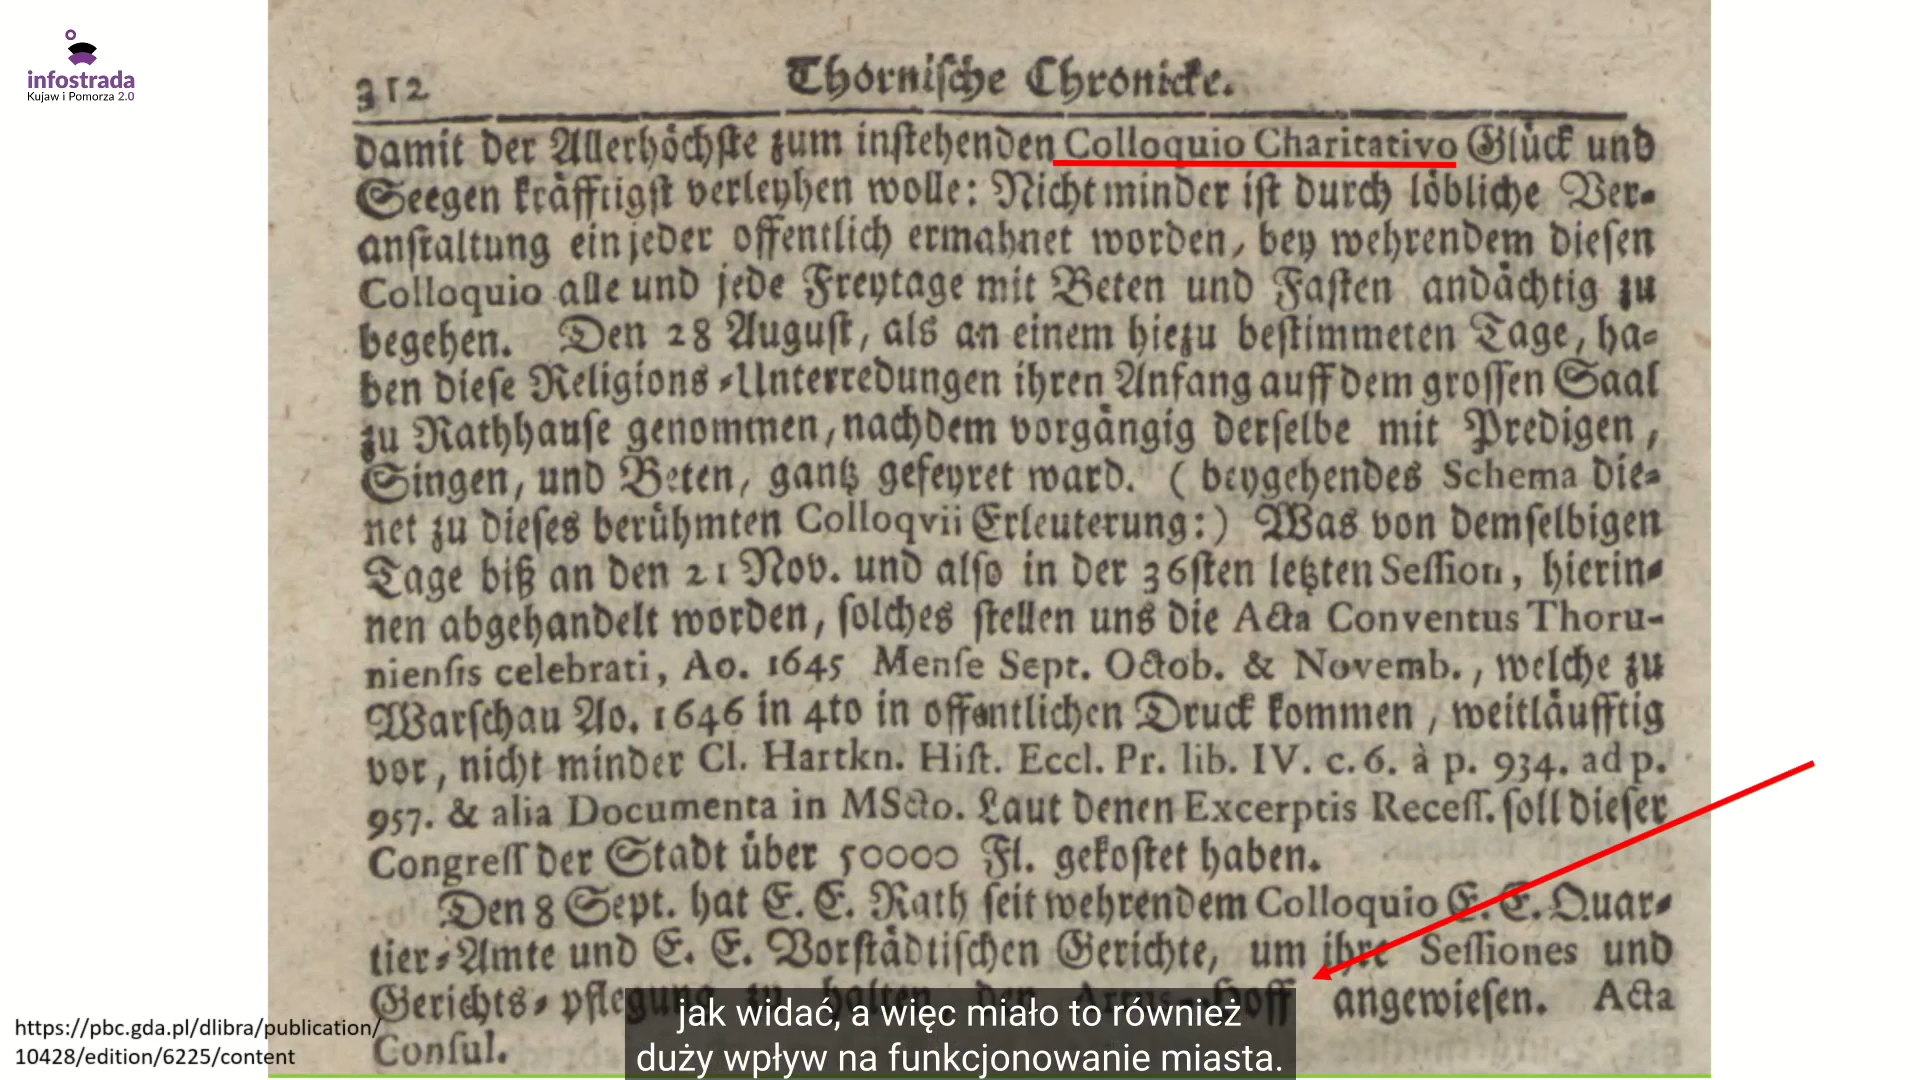 infostrada
Kujaw i Pomorza 2.0
312
Thornische Chronicke.
damit der Allerhöchste zum instehenden Colloquio Charitativo Glück und
Seegen kräfftigst verleyhen wolle: Nicht minder ist durch löbliche Ver-
anstaltung ein jeder offentlich ermahnet worden, bey wehrendem diesen
Colloquio alle und jede Freytage mit Beten und Fasten andächtig zu
begehen. Den 28 August, als an einem hiezu bestimmeten Tage, ha-
ben diese Religions-Unterredungen ihren Anfang auff dem grossen Saal
zu Rathhause genommen, nachdem vorgängig derselbe mit Predigen,
Singen, und Beten, gantz gefeyret ward. (beygehendes Schema die-
net zu dieses berühmten Colloqvii Erleuterung:) Was von demselbigen
Tage biß an den 21 Nov. und also in der 36sten letzten Session, hierin-
nen abgehandelt worden, solches stellen uns die Acta Conventus Thoru-
niensis celebrati, Ao. 1645 Mense Sept. Octob. & Novemb., welche zu
Warschau Ao. 1646 in 4to in offentlichen Druck kommen, weitläufftig
vor, nicht minder Cl. Hartkn. Hist. Eccl. Pr. lib. IV. c. 6. à p. 934. ad p.
957. & alia Documenta in MScto. Laut denen Excerptis Recess. soll dieser
Congress der Stadt über 50000 Fl. gekostet haben.
Den 8 Sept. hat E. E. Rath seit wehrendem Colloquio E. E. Quar-
tier-Amte und E. E. Vorstädtischen Gerichte, um ihre Sessiones und
Gerichts-pflegung zu halten den Artus-Hoff angewiesen. Acta
Consul.
jak widać, a więc miało to również
duży wpływ na funkcjonowanie miasta.
https://pbc.gda.pl/dlibra/publication/
10428/edition/6225/content